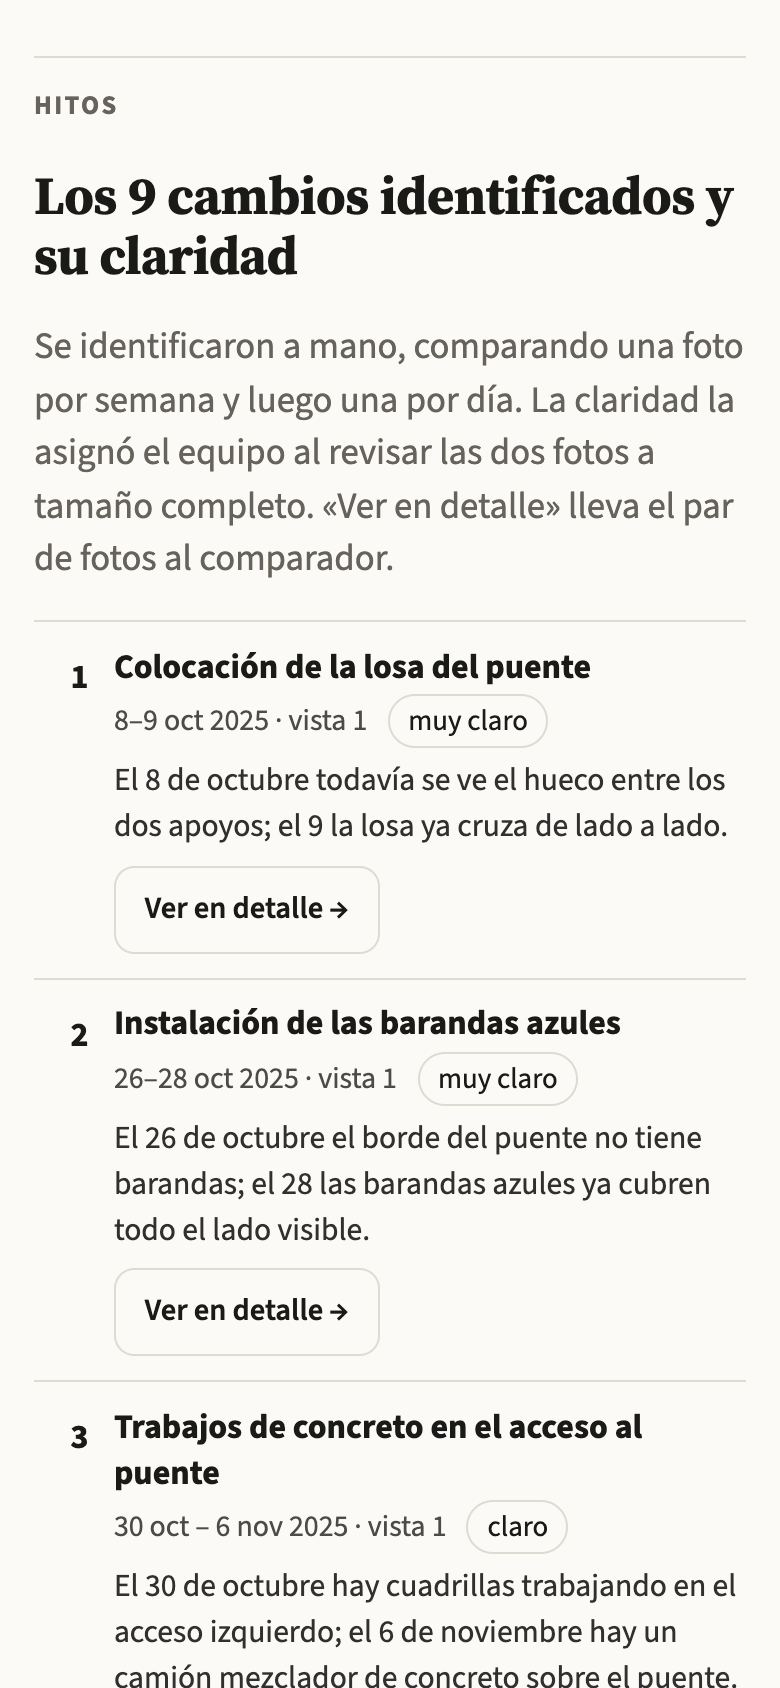 HITOS
Los 9 cambios identificados y
su claridad
Se identificaron a mano, comparando una foto
por semana y luego una por día. La claridad la
asignó el equipo al revisar las dos fotos a
tamaño completo. «Ver en detalle» lleva el par
de fotos al comparador.
1 Colocación de la losa del puente
8–9 oct 2025 · vista 1 muy claro
El 8 de octubre todavía se ve el hueco entre los
dos apoyos; el 9 la losa ya cruza de lado a lado.
Ver en detalle →
2 Instalación de las barandas azules
26–28 oct 2025 · vista 1 muy claro
El 26 de octubre el borde del puente no tiene
barandas; el 28 las barandas azules ya cubren
todo el lado visible.
Ver en detalle →
3 Trabajos de concreto en el acceso al
puente
30 oct – 6 nov 2025 · vista 1 claro
El 30 de octubre hay cuadrillas trabajando en el
acceso izquierdo; el 6 de noviembre hay un
camión mezclador de concreto sobre el puente.